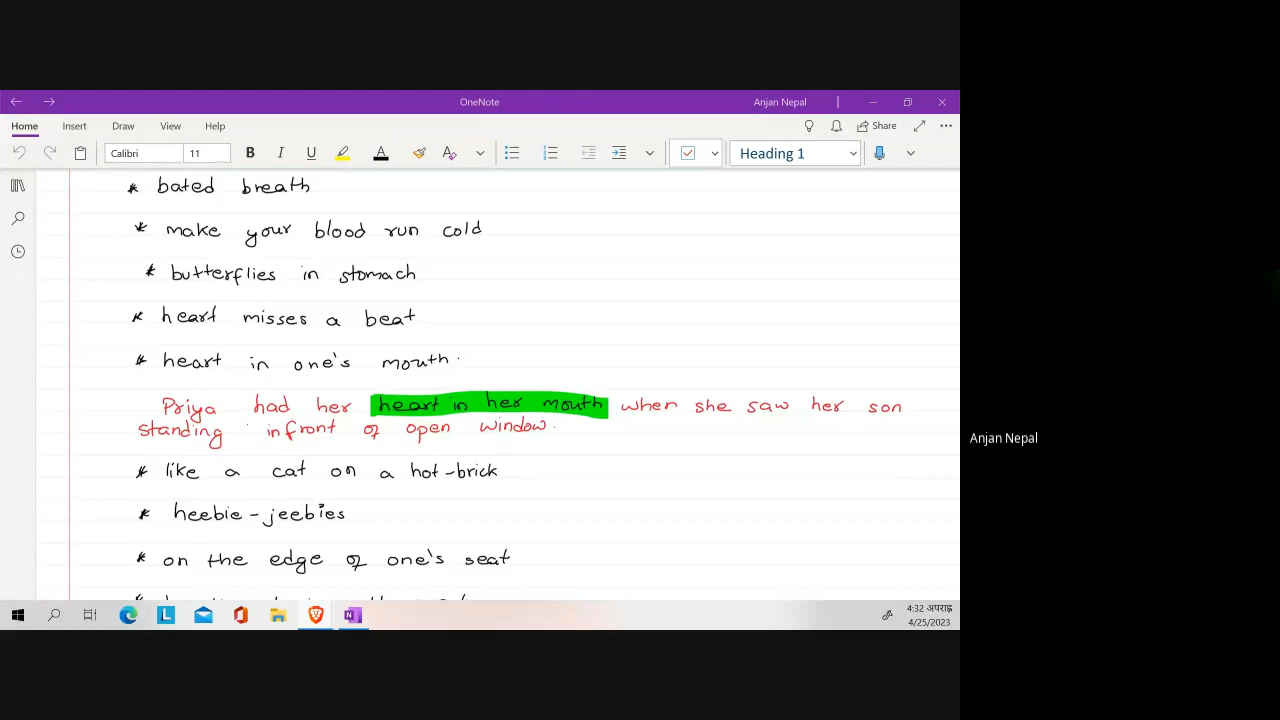 OneNote
Anjan Nepal
Home Insert Draw View Help
Share
Calibri 11 B I U A Heading 1
* bated breath
* make your blood run cold
* butterflies in stomach
* heart misses a beat
* heart in one's mouth.
Priya had her heart in her mouth when she saw her son
standing infront of open window.
* like a cat on a hot-brick
* heebie-jeebies
* on the edge of one's seat
Anjan Nepal
4:32 अपराह्न
4/25/2023